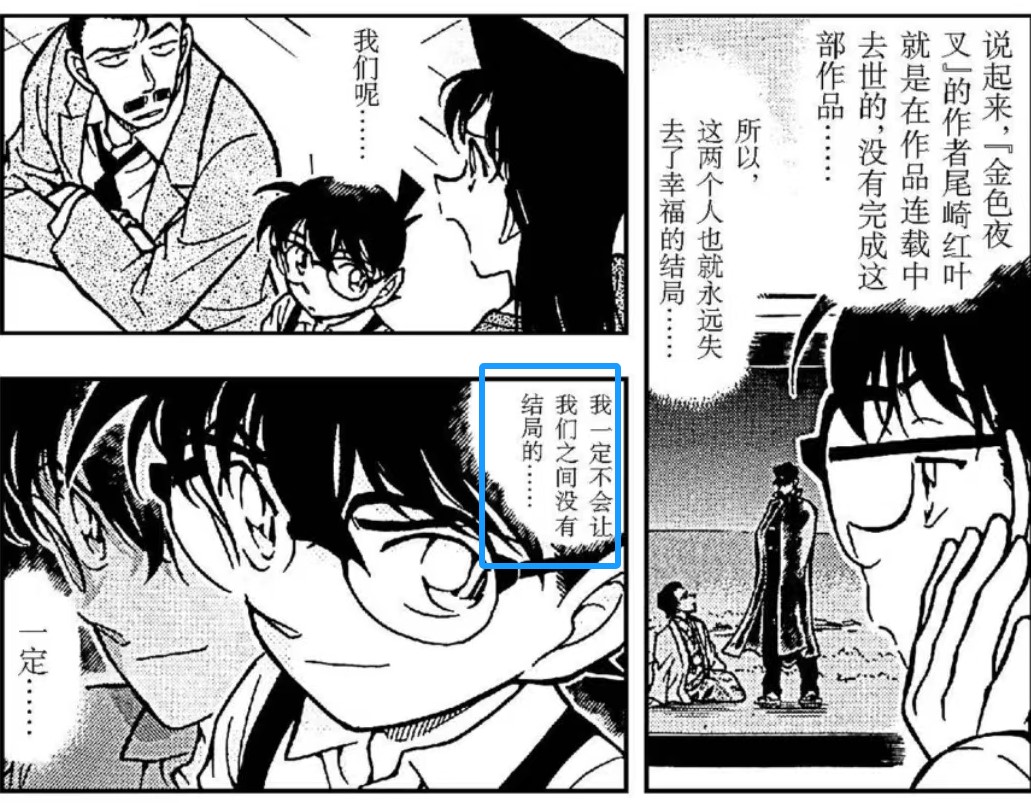 说起来，『金色夜
叉』的作者尾崎红叶
就是在作品连载中
去世的，没有完成这
部作品……
所以，
这两个人也就永远失
去了幸福的结局……
我们呢……
我一定不会让
我们之间没有
结局的……
一定……